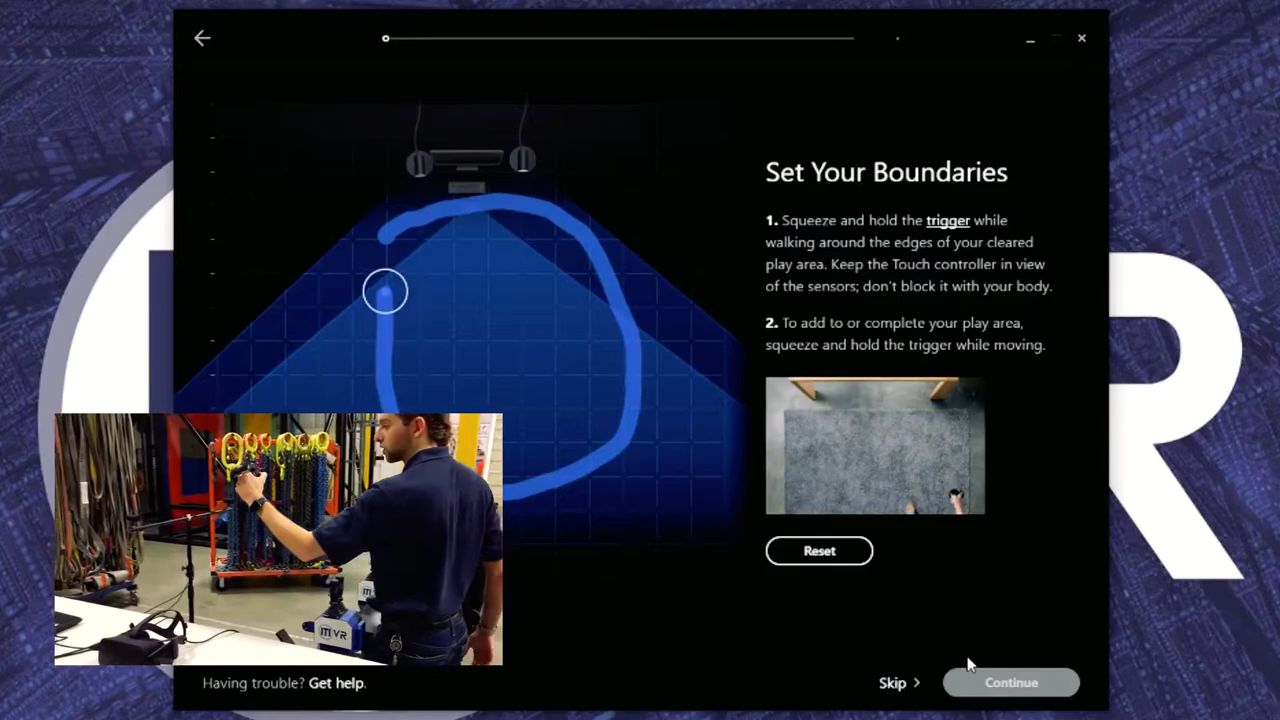 Set Your Boundaries
1. Squeeze and hold the trigger while
walking around the edges of your cleared
play area. Keep the Touch controller in view
of the sensors; don't block it with your body.
2. To add to or complete your play area,
squeeze and hold the trigger while moving.
Reset
ITI VR
Having trouble? Get help.
Skip
Continue
R